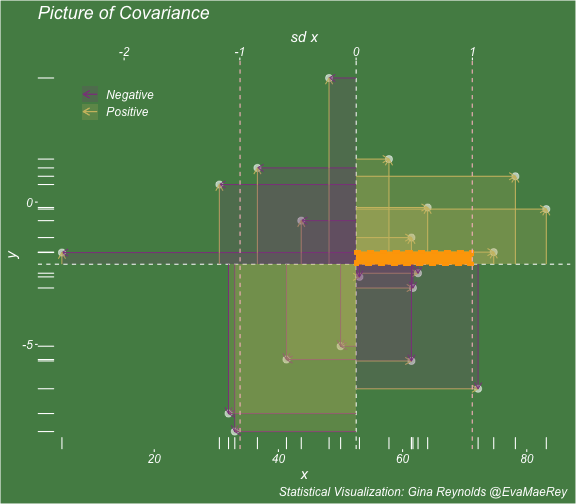 Picture of Covariance
sd x
-2 -1 0 1
Negative
Positive
0
y
-5
20 40 60 80
x
Statistical Visualization: Gina Reynolds @EvaMaeRey